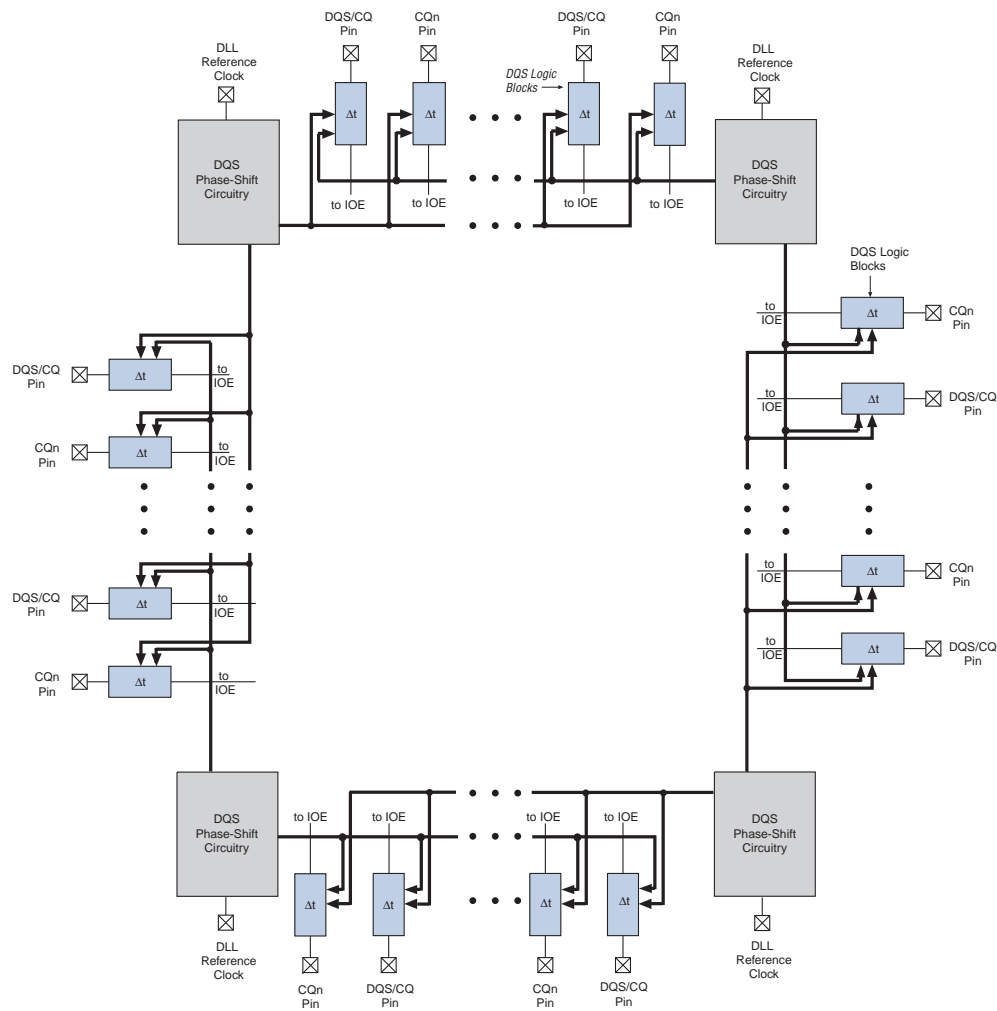 DQS/CQ
Pin
CQn
Pin
DQS/CQ
Pin
CQn
Pin
DLL
Reference
Clock
DLL
Reference
Clock
DQS Logic
Blocks
Δt
Δt
Δt
Δt
DQS
Phase-Shift
Circuitry
DQS
Phase-Shift
Circuitry
to IOE
to IOE
to IOE
to IOE
DQS Logic
Blocks
to
IOE
Δt
CQn
Pin
DQS/CQ
Pin
Δt
to
IOE
to
IOE
Δt
DQS/CQ
Pin
CQn
Pin
Δt
to
IOE
to
IOE
Δt
CQn
Pin
DQS/CQ
Pin
Δt
to
IOE
to
IOE
Δt
DQS/CQ
Pin
CQn
Pin
Δt
to
IOE
DQS
Phase-Shift
Circuitry
DQS
Phase-Shift
Circuitry
to IOE
to IOE
to IOE
to IOE
Δt
Δt
Δt
Δt
DLL
Reference
Clock
DLL
Reference
Clock
CQn
Pin
DQS/CQ
Pin
CQn
Pin
DQS/CQ
Pin